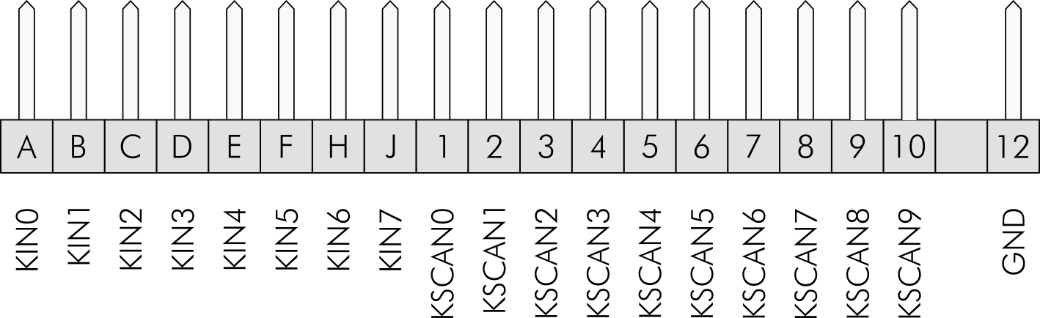 A B C D E F H J 1 2 3 4 5 6 7 8 9 10 12
KIN0 KIN1 KIN2 KIN3 KIN4 KIN5 KIN6 KIN7 KSCAN0 KSCAN1 KSCAN2 KSCAN3 KSCAN4 KSCAN5 KSCAN6 KSCAN7 KSCAN8 KSCAN9 GND